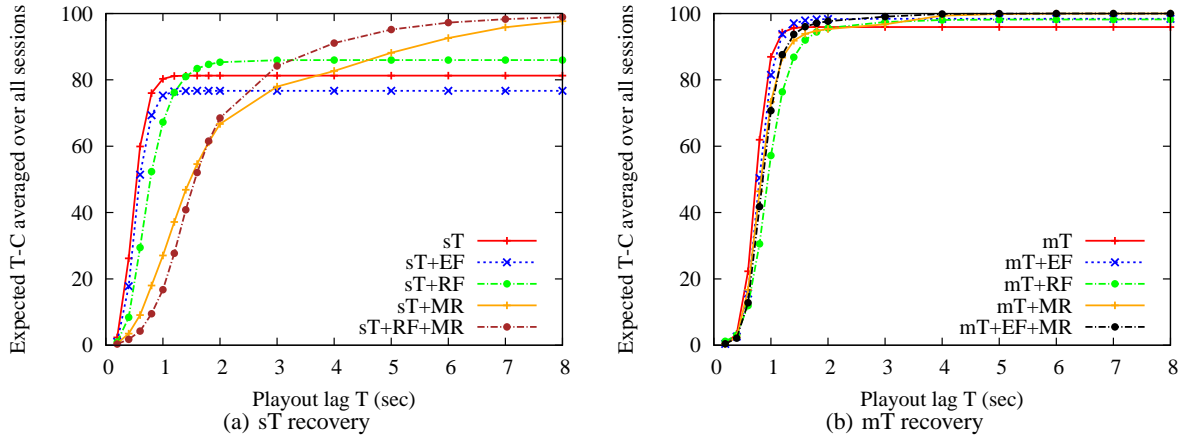 Expected T-C averaged over all sessions
100
80
60
40
20
0
0 1 2 3 4 5 6 7 8
Playout lag T (sec)
sT
sT+EF
sT+RF
sT+MR
sT+RF+MR
(a) sT recovery
Expected T-C averaged over all sessions
100
80
60
40
20
0
0 1 2 3 4 5 6 7 8
Playout lag T (sec)
mT
mT+EF
mT+RF
mT+MR
mT+EF+MR
(b) mT recovery